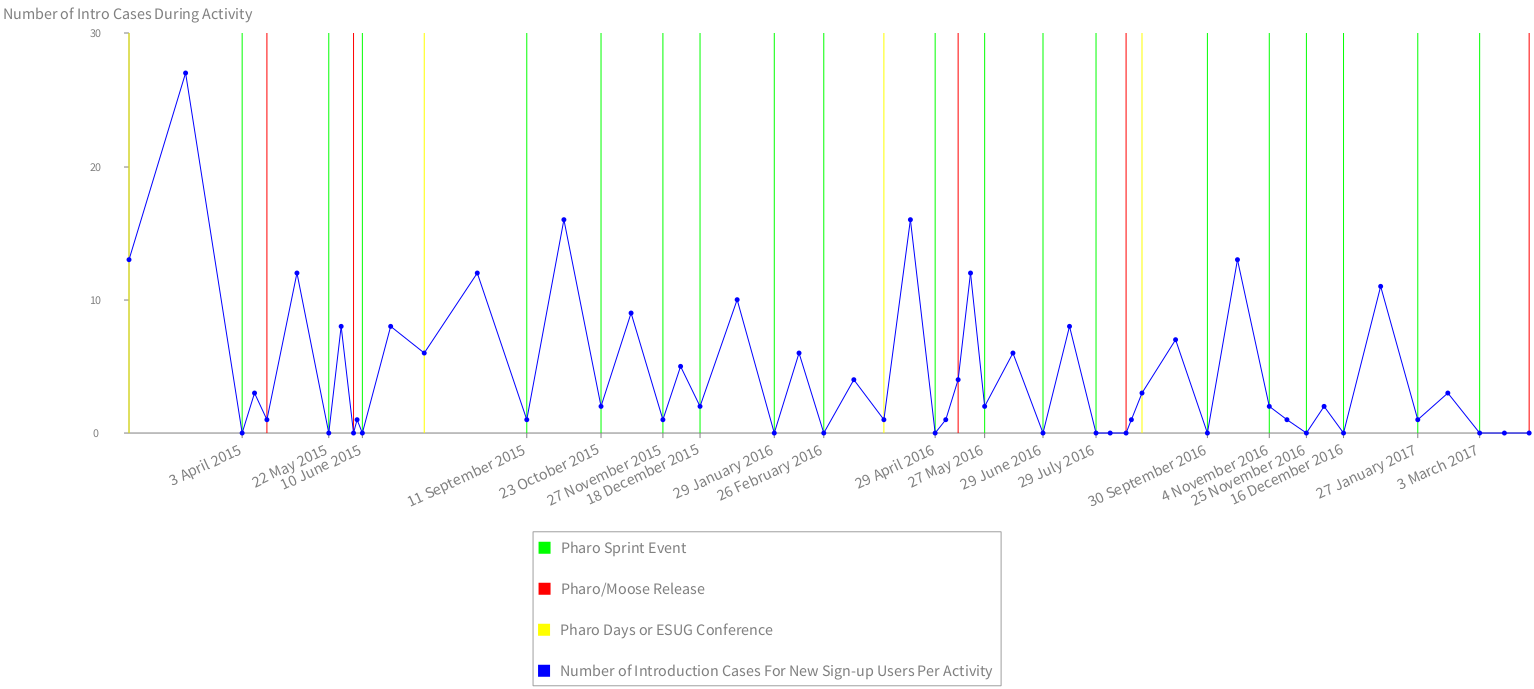 Number of Intro Cases During Activity
30
20
10
0
3 April 2015
22 May 2015
10 June 2015
11 September 2015
23 October 2015
27 November 2015
18 December 2015
29 January 2016
26 February 2016
29 April 2016
27 May 2016
29 June 2016
29 July 2016
30 September 2016
4 November 2016
25 November 2016
16 December 2016
27 January 2017
3 March 2017
Pharo Sprint Event
Pharo/Moose Release
Pharo Days or ESUG Conference
Number of Introduction Cases For New Sign-up Users Per Activity